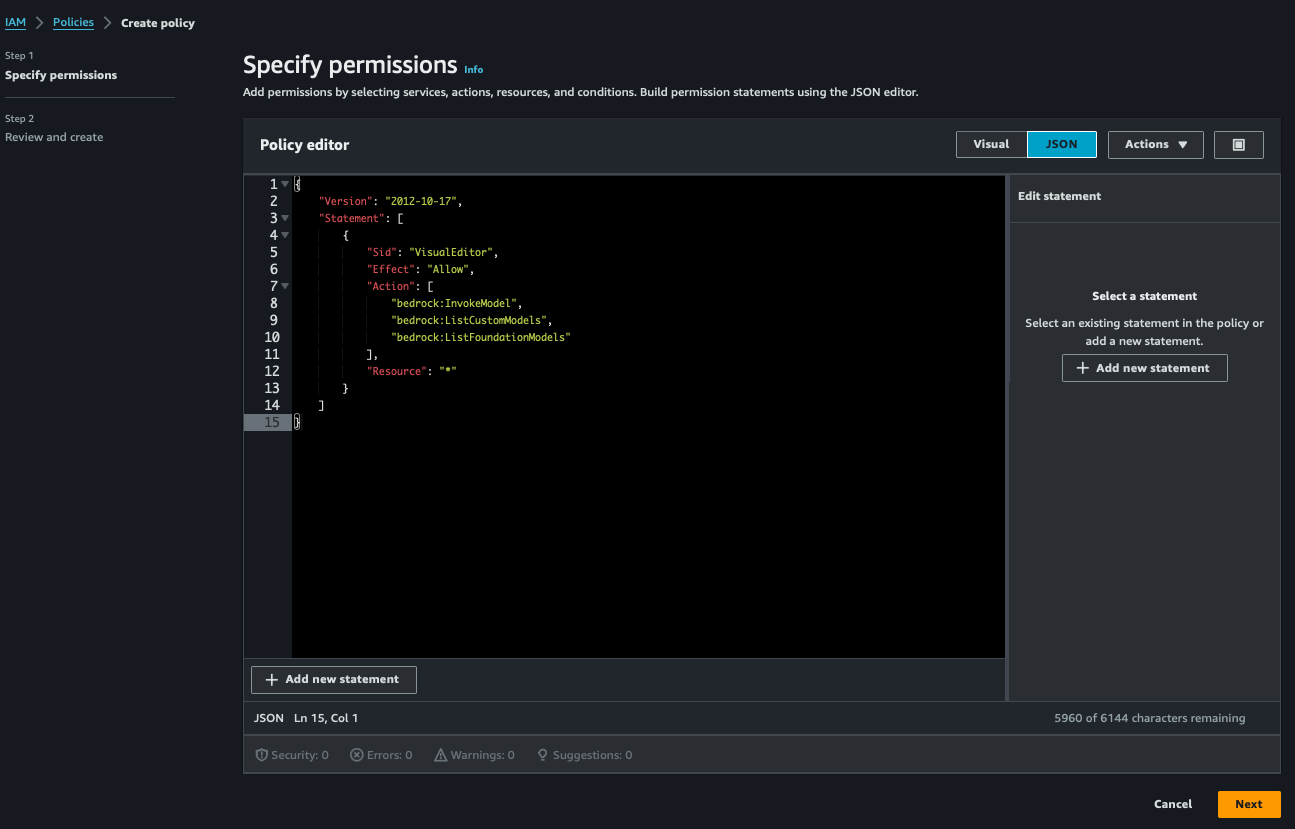 IAM > Policies > Create policy
Step 1
Specify permissions
Step 2
Review and create
Specify permissions Info
Add permissions by selecting services, actions, resources, and conditions. Build permission statements using the JSON editor.
Policy editor
Visual JSON Actions
1 {
2 "Version": "2012-10-17",
3 "Statement": [
4 {
5 "Sid": "VisualEditor",
6 "Effect": "Allow",
7 "Action": [
8 "bedrock:InvokeModel",
9 "bedrock:ListCustomModels",
10 "bedrock:ListFoundationModels"
11 ],
12 "Resource": "*"
13 }
14 ]
15 }
+ Add new statement
Edit statement
Select a statement
Select an existing statement in the policy or
add a new statement.
+ Add new statement
JSON Ln 15, Col 1
5960 of 6144 characters remaining
Security: 0 Errors: 0 Warnings: 0 Suggestions: 0
Cancel Next